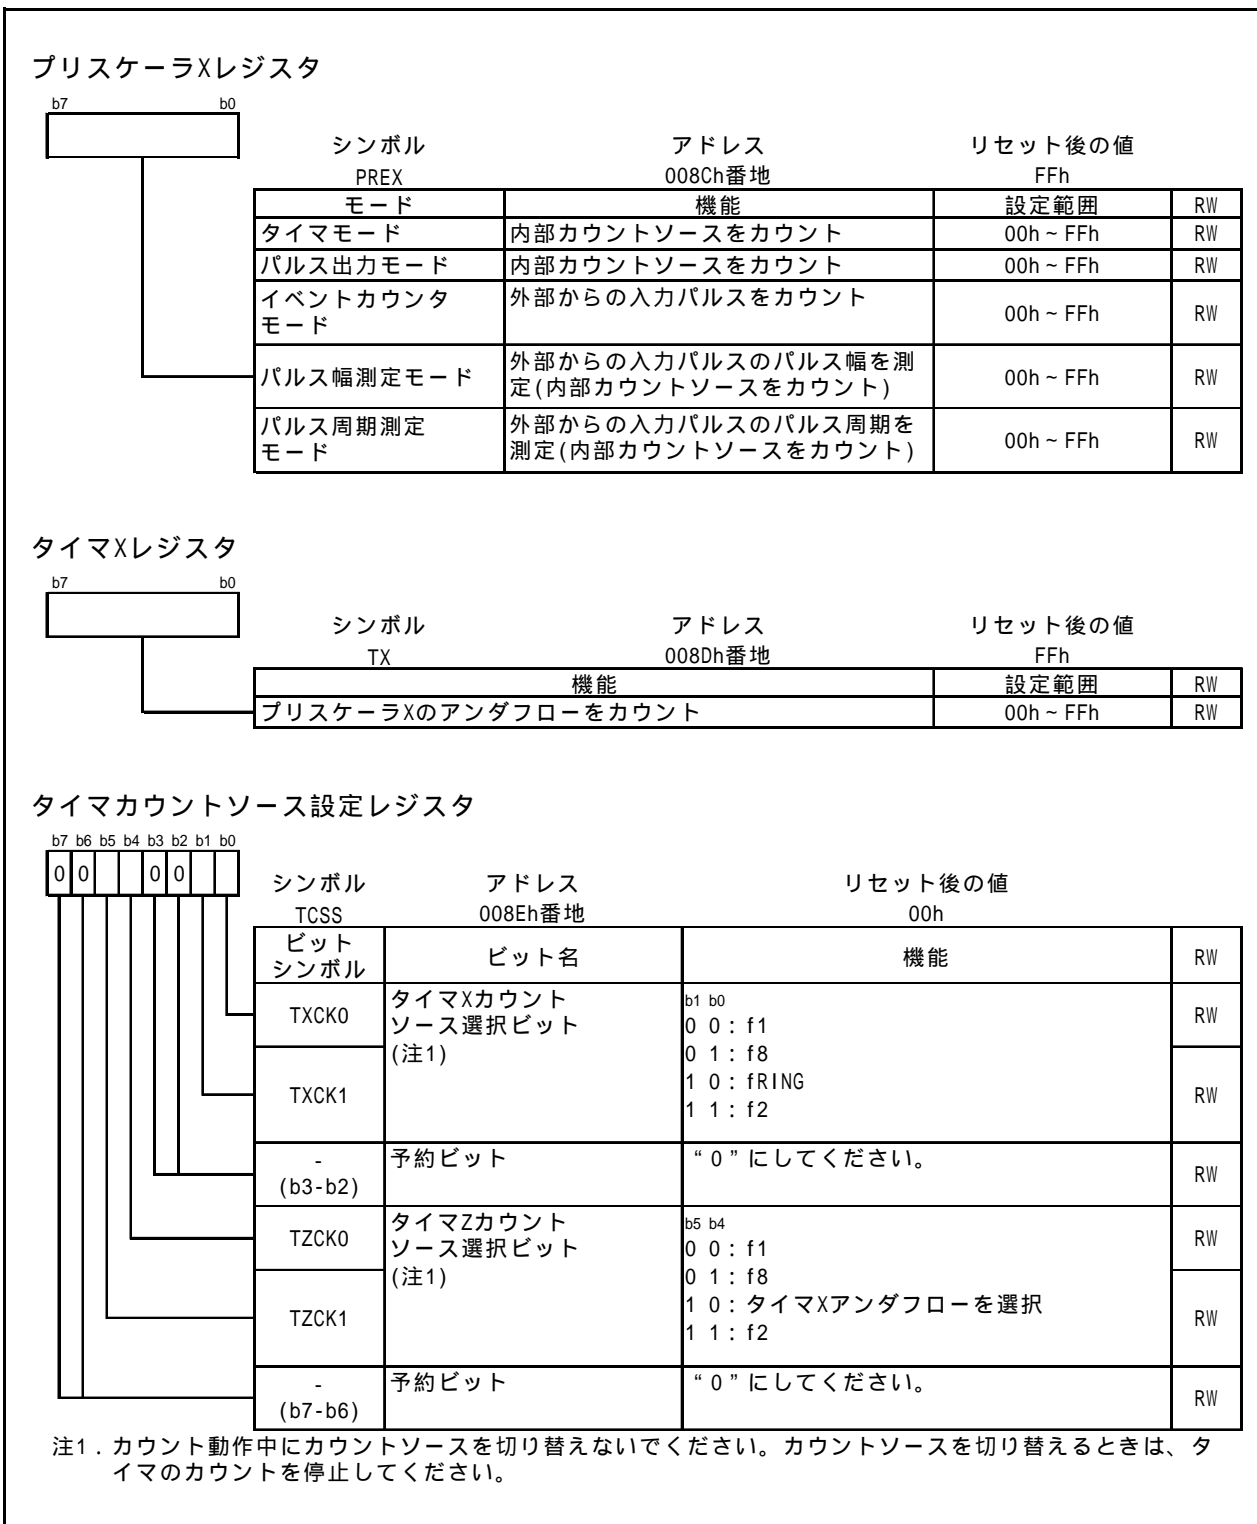 プリスケーラXレジスタ
b7 b0
シンボル アドレス リセット後の値
PREX 008Ch番地 FFh
モード 機能 設定範囲 RW
タイマモード 内部カウントソースをカウント 00h~FFh RW
パルス出力モード 内部カウントソースをカウント 00h~FFh RW
イベントカウンタ
モード
外部からの入力パルスをカウント
00h~FFh RW
パルス幅測定モード
外部からの入力パルスのパルス幅を測
定(内部カウントソースをカウント)
00h~FFh RW
パルス周期測定
モード
外部からの入力パルスのパルス周期を
測定(内部カウントソースをカウント)
00h~FFh RW
タイマXレジスタ
b7 b0
シンボル アドレス リセット後の値
TX 008Dh番地 FFh
機能 設定範囲 RW
プリスケーラXのアンダフローをカウント 00h~FFh RW
タイマカウントソース設定レジスタ
b7 b6 b5 b4 b3 b2 b1 b0
0 0 0 0
シンボル アドレス リセット後の値
TCSS 008Eh番地 00h
ビット
シンボル
ビット名 機能 RW
TXCK0
タイマXカウント
ソース選択ビット
(注1)
b1 b0
0 0:f1
0 1:f8
1 0:fRING
1 1:f2
RW
TXCK1
RW
-
(b3-b2)
予約ビット “0”にしてください。
RW
TZCK0
タイマZカウント
ソース選択ビット
(注1)
b5 b4
0 0:f1
0 1:f8
1 0:タイマXアンダフローを選択
1 1:f2
RW
TZCK1
RW
-
(b7-b6)
予約ビット “0”にしてください。
RW
注1.カウント動作中にカウントソースを切り替えないでください。カウントソースを切り替えるときは、タ
イマのカウントを停止してください。